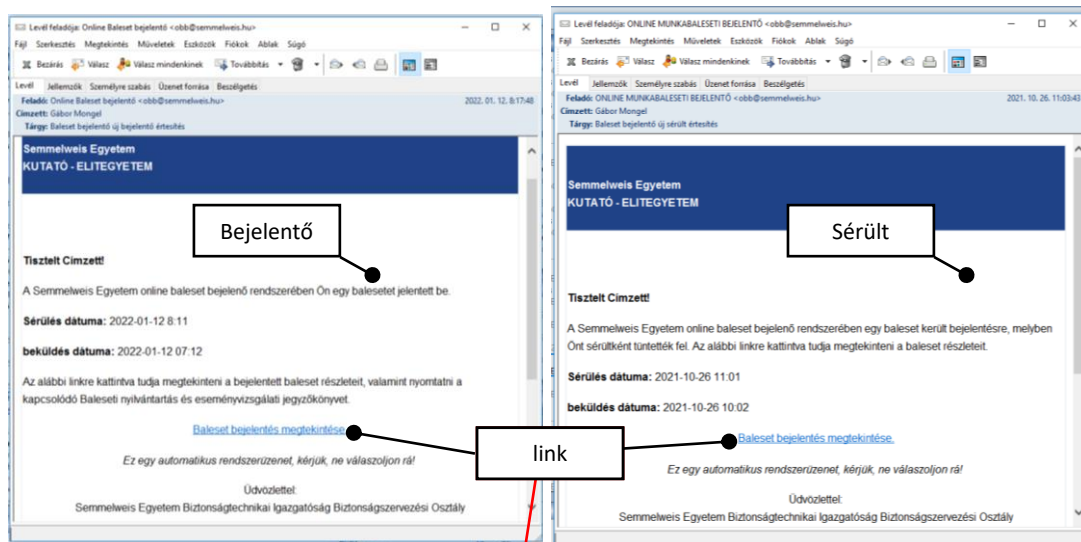 Levél feladója: Online Baleset bejelentó <obb@semmelweis.hu>
Fájl Szerkesztés Megtekintés Műveletek Eszközök Fiókok Ablak Súgó
Bezárás Válasz Válasz mindenkinek Továbbítás
Levél Jellemzők Személyre szabás Üzenet forrása Beszélgetés
Feladó: Online Baleset bejelentó <obb@semmelweis.hu> 2022. 01. 12. 8:17:48
Címzett: Gábor Mongel
Tárgy: Baleset bejelentó új bejelentó értesítés
Semmelweis Egyetem
KUTATÓ - ELITEGYETEM
Bejelentő
Tisztelt Címzett!
A Semmelweis Egyetem online baleset bejelenő rendszerében Ön egy balesetet jelentett be.
Sérülés dátuma: 2022-01-12 8:11
beküldés dátuma: 2022-01-12 07:12
Az alábbi linkre kattintva tudja megtekinteni a bejelentett baleset részleteit, valamint nyomtatni a
kapcsolódó Baleseti nyilvántartás és eseményvizsgálati jegyzőkönyvet.
Baleset bejelentés megtekintése.
Ez egy automatikus rendszerüzenet, kérjük, ne válaszoljon rá!
Üdvözlettel:
Semmelweis Egyetem Biztonságtechnikai Igazgatóság Biztonságszervezési Osztály
link
Levél feladója: ONLINE MUNKABALESETI BEJELENTŐ <obb@semmelweis.hu>
Fájl Szerkesztés Megtekintés Műveletek Eszközök Fiókok Ablak Súgó
Bezárás Válasz Válasz mindenkinek Továbbítás
Levél Jellemzők Személyre szabás Üzenet forrása Beszélgetés
Feladó: ONLINE MUNKABALESETI BEJELENTŐ <obb@semmelweis.hu> 2021. 10. 26. 11:03:43
Címzett: Gábor Mongel
Tárgy: Baleset bejelentó új sérült értesítés
Semmelweis Egyetem
KUTATÓ - ELITEGYETEM
Sérült
Tisztelt Címzett!
A Semmelweis Egyetem online baleset bejelenő rendszerében egy baleset került bejelentésre, melyben
Önt sérültként tüntették fel. Az alábbi linkre kattintva tudja megtekinteni a baleset részleteit.
Sérülés dátuma: 2021-10-26 11:01
beküldés dátuma: 2021-10-26 10:02
Baleset bejelentés megtekintése.
Ez egy automatikus rendszerüzenet, kérjük, ne válaszoljon rá!
Üdvözlettel:
Semmelweis Egyetem Biztonságtechnikai Igazgatóság Biztonságszervezési Osztály